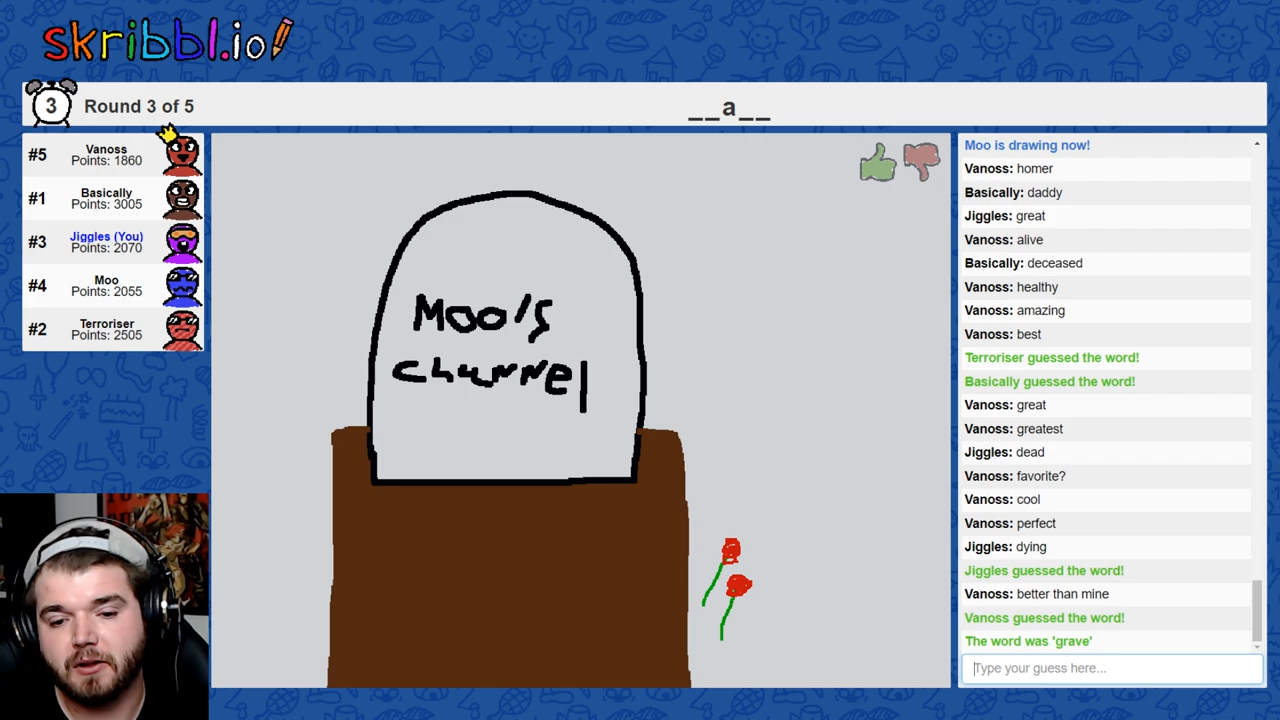 skribbl.io
3
Round 3 of 5
__a__
#5
Vanoss
Points: 1860
#1
Basically
Points: 3005
#3
Jiggles (You)
Points: 2070
#4
Moo
Points: 2055
#2
Terroriser
Points: 2505
Moo's
channel
Moo is drawing now!
Vanoss: homer
Basically: daddy
Jiggles: great
Vanoss: alive
Basically: deceased
Vanoss: healthy
Vanoss: amazing
Vanoss: best
Terroriser guessed the word!
Basically guessed the word!
Vanoss: great
Vanoss: greatest
Jiggles: dead
Vanoss: favorite?
Vanoss: cool
Vanoss: perfect
Jiggles: dying
Jiggles guessed the word!
Vanoss: better than mine
Vanoss guessed the word!
The word was 'grave'
Type your guess here...